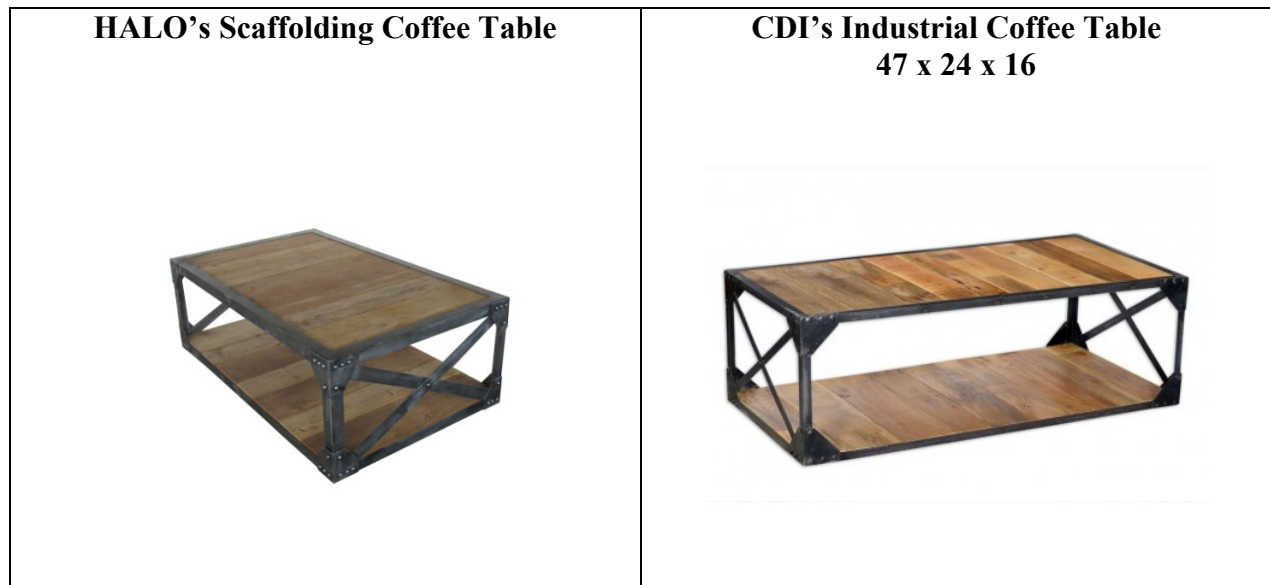 HALO’s Scaffolding Coffee Table
CDI’s Industrial Coffee Table
47 x 24 x 16